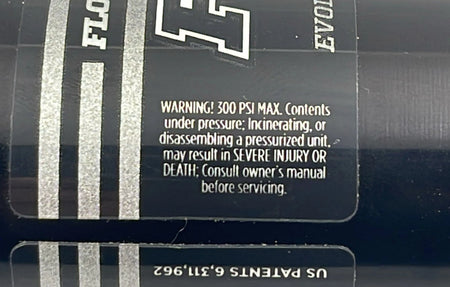 FLO
F
EVOL
WARNING! 300 PSI MAX. Contents
under pressure; Incinerating, or
disassembling a pressurized unit,
may result in SEVERE INJURY OR
DEATH; Consult owner's manual
before servicing.
US PATENTS 6,311,962